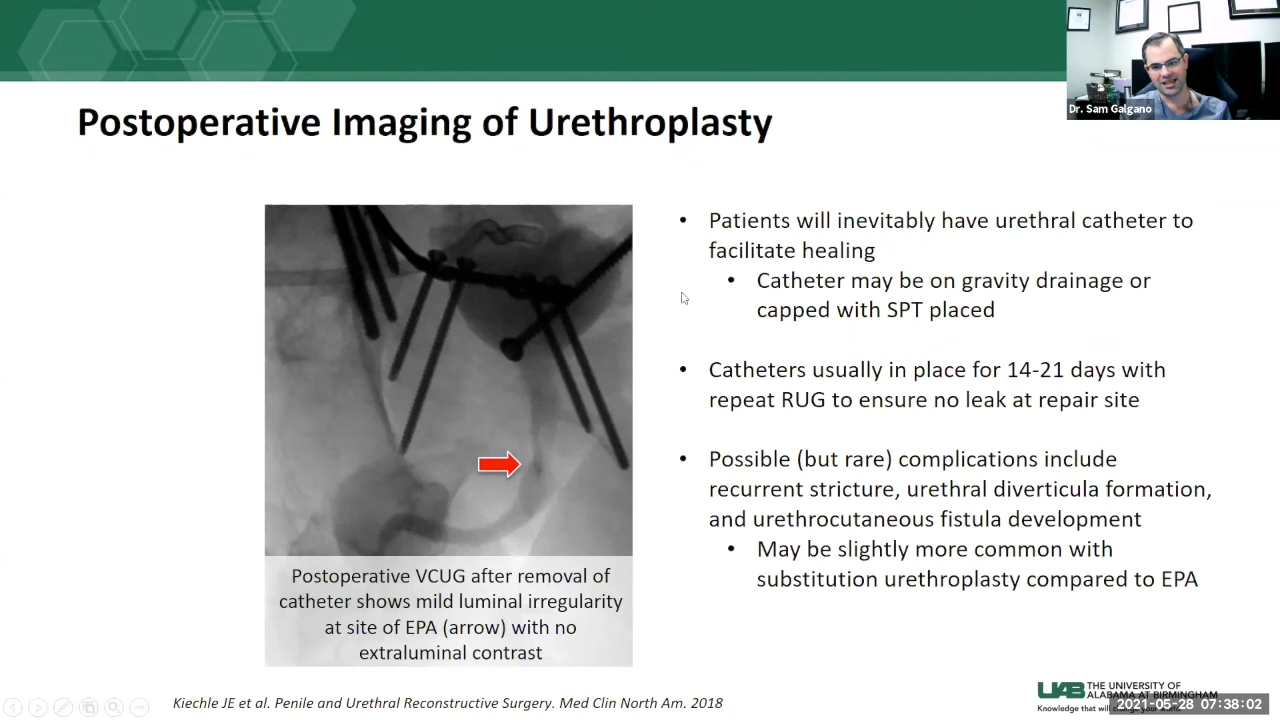 Dr. Sam Galgano
Postoperative Imaging of Urethroplasty
• Patients will inevitably have urethral catheter to
facilitate healing
• Catheter may be on gravity drainage or
capped with SPT placed
• Catheters usually in place for 14-21 days with
repeat RUG to ensure no leak at repair site
• Possible (but rare) complications include
recurrent stricture, urethral diverticula formation,
and urethrocutaneous fistula development
• May be slightly more common with
substitution urethroplasty compared to EPA
Postoperative VCUG after removal of
catheter shows mild luminal irregularity
at site of EPA (arrow) with no
extraluminal contrast
Kiechle JE et al. Penile and Urethral Reconstructive Surgery. Med Clin North Am. 2018
UAB THE UNIVERSITY OF
ALABAMA AT BIRMINGHAM
Knowledge that will
2021-05-28 07:38:02